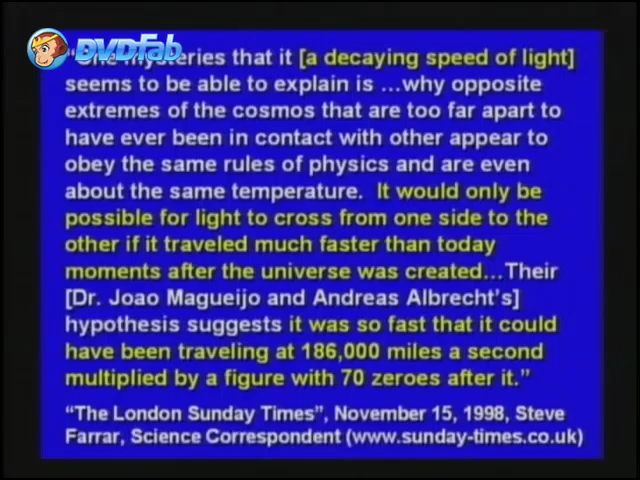 DVDFab
"One mysteries that it [a decaying speed of light]
seems to be able to explain is ...why opposite
extremes of the cosmos that are too far apart to
have ever been in contact with other appear to
obey the same rules of physics and are even
about the same temperature. It would only be
possible for light to cross from one side to the
other if it traveled much faster than today
moments after the universe was created...Their
[Dr. Joao Magueijo and Andreas Albrecht's]
hypothesis suggests it was so fast that it could
have been traveling at 186,000 miles a second
multiplied by a figure with 70 zeroes after it."
"The London Sunday Times", November 15, 1998, Steve
Farrar, Science Correspondent (www.sunday-times.co.uk)